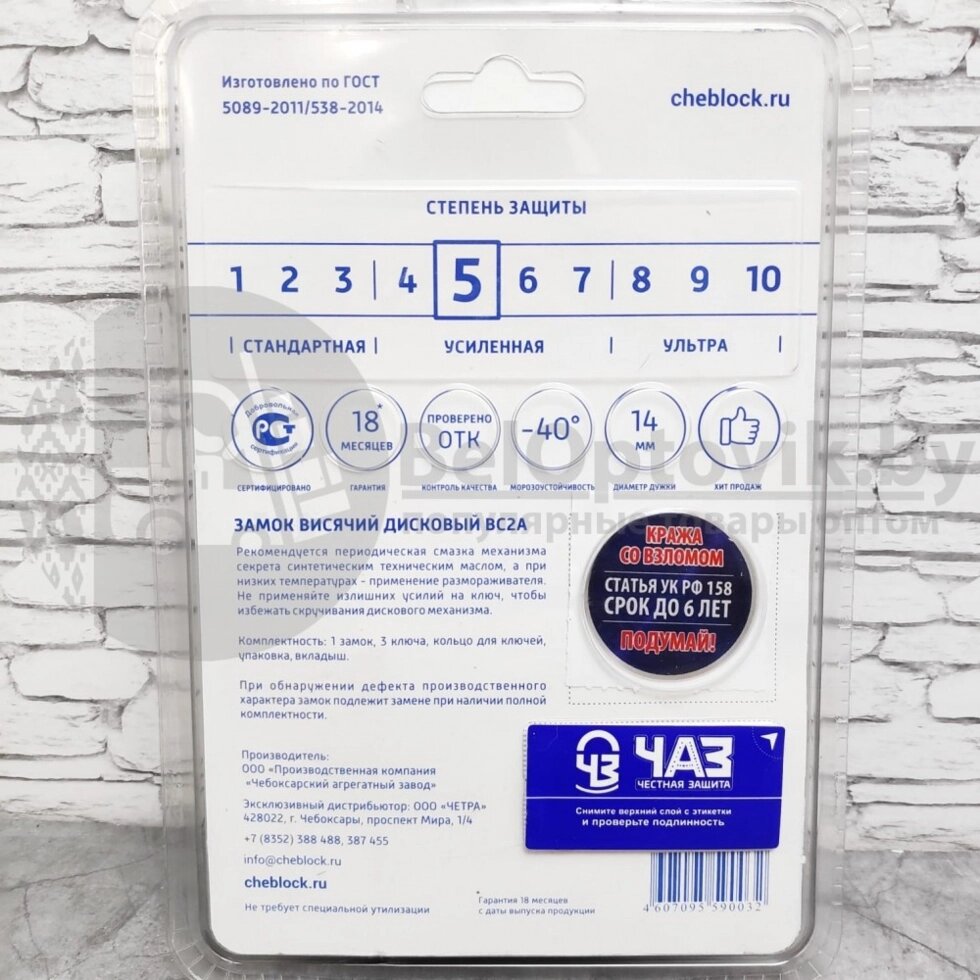 Изготовлено по ГОСТ
5089-2011/538-2014
cheblock.ru
СТЕПЕНЬ ЗАЩИТЫ
1 2 3 | 4 5 6 7 | 8 9 10
| СТАНДАРТНАЯ | УСИЛЕННАЯ | УЛЬТРА |
Добровольная
РСТ
сертификация
СЕРТИФИЦИРОВАНО
18*
МЕСЯЦЕВ
ГАРАНТИЯ
ПРОВЕРЕНО
ОТК
КОНТРОЛЬ КАЧЕСТВА
-40°
МОРОЗОУСТОЙЧИВОСТЬ
14
ММ
ДИАМЕТР ДУЖКИ
ХИТ ПРОДАЖ
BelOptovik.by
популярные товары оптом
ЗАМОК ВИСЯЧИЙ ДИСКОВЫЙ ВС2А
Рекомендуется периодическая смазка механизма
секрета синтетическим техническим маслом, а при
низких температурах - применение размораживателя.
Не применяйте излишних усилий на ключ, чтобы
избежать скручивания дискового механизма.
Комплектность: 1 замок, 3 ключа, кольцо для ключей,
упаковка, вкладыш.
При обнаружении дефекта производственного
характера замок подлежит замене при наличии полной
комплектности.
КРАЖА
СО ВЗЛОМОМ
СТАТЬЯ УК РФ 158
СРОК ДО 6 ЛЕТ
ПОДУМАЙ!
Производитель:
ООО «Производственная компания
«Чебоксарский агрегатный завод»
Эксклюзивный дистрибьютор: ООО «ЧЕТРА»
428022, г. Чебоксары, проспект Мира, 1/4
+7 (8352) 388 488, 387 455
info@cheblock.ru
cheblock.ru
Не требует специальной утилизации
ЧАЗ
ЧЕСТНАЯ ЗАЩИТА
Снимите верхний слой с этикетки
и проверьте подлинность
Гарантия 18 месяцев
с даты выпуска продукции
4 607095 590032